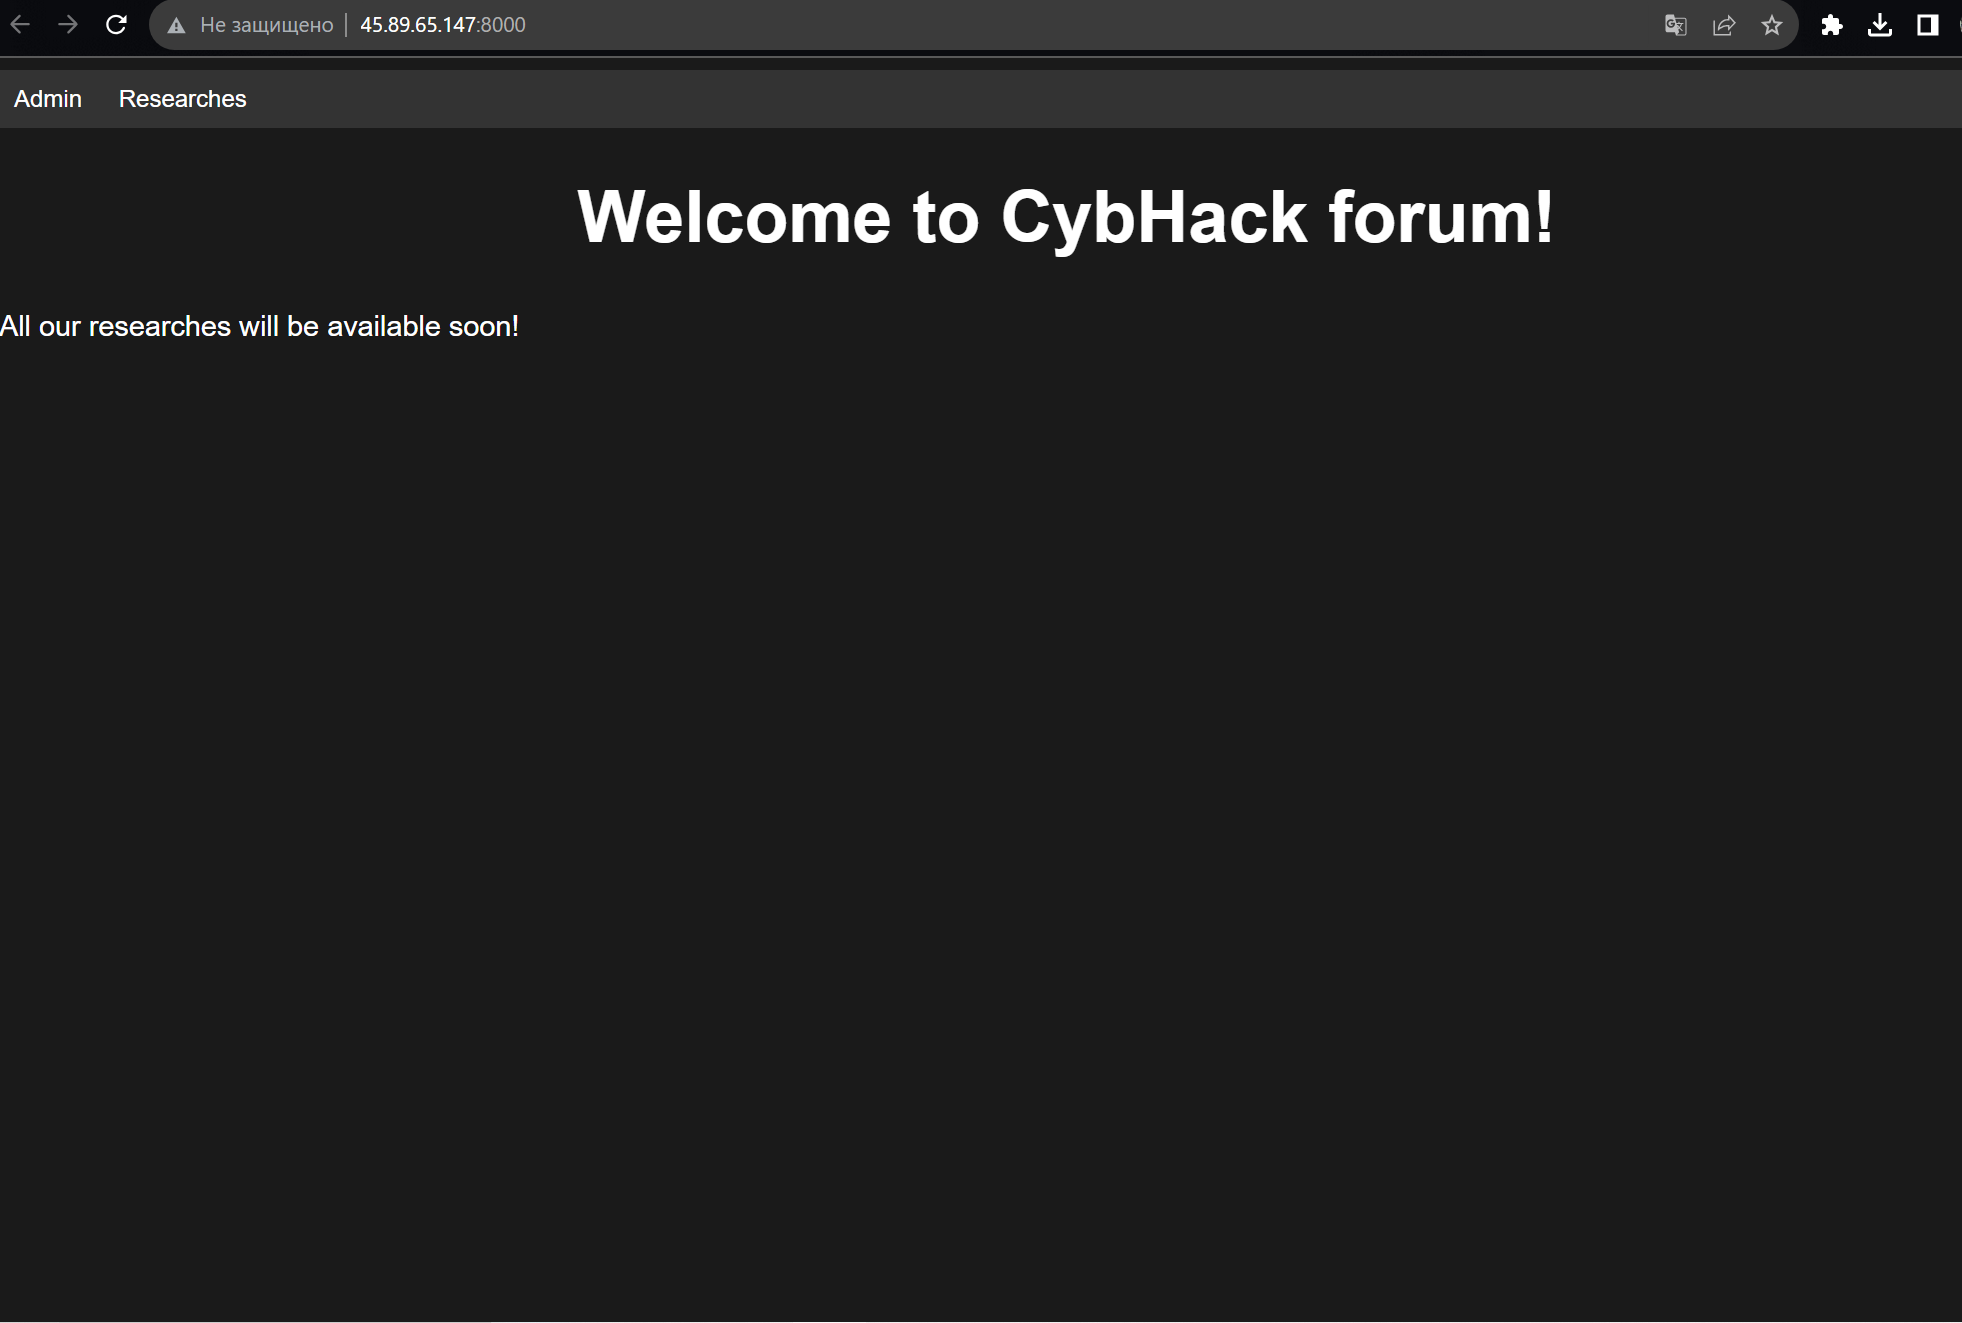 Не защищено 45.89.65.147:8000
Admin Researches
Welcome to CybHack forum!
All our researches will be available soon!